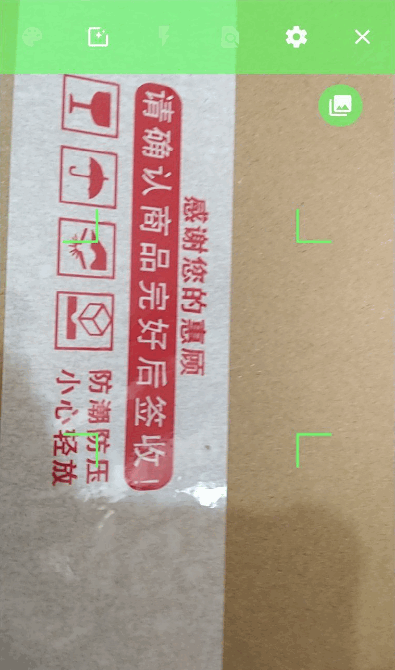 感谢您的惠顾
请确认商品完好后签收!
防潮防压
小心轻放